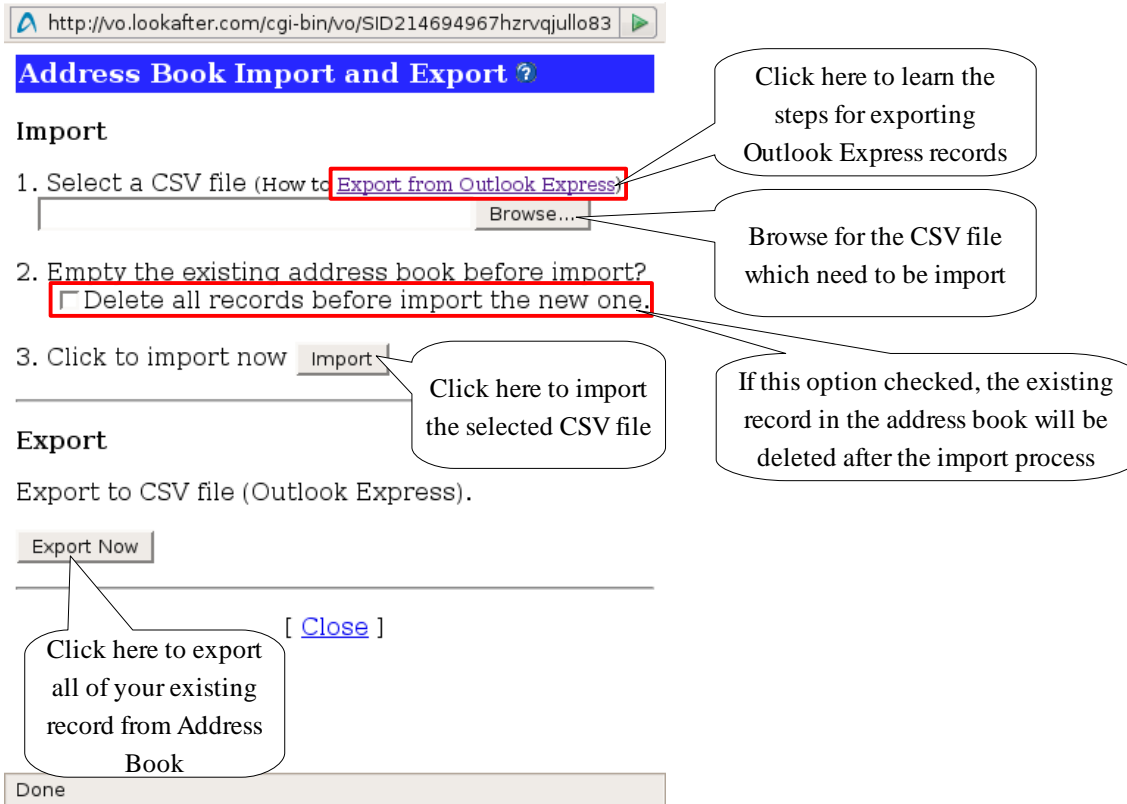 http://vo.lookafter.com/cgi-bin/vo/SID214694967hzrvqjullo83
Address Book Import and Export ?
Click here to learn the
steps for exporting
Outlook Express records
Import
1. Select a CSV file (How to Export from Outlook Express)
Browse...
Browse for the CSV file
which need to be import
2. Empty the existing address book before import?
Delete all records before import the new one.
3. Click to import now Import
Click here to import
the selected CSV file
If this option checked, the existing
record in the address book will be
deleted after the import process
Export
Export to CSV file (Outlook Express).
Export Now
[ Close ]
Click here to export
all of your existing
record from Address
Book
Done